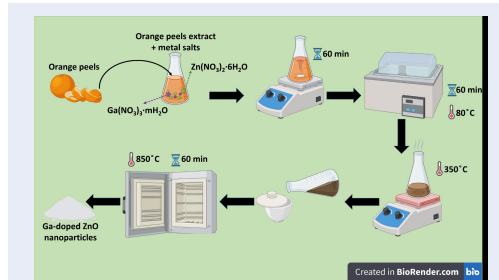 Orange peels extract
+ metal salts
Orange peels
Zn(NO₃)₂·6H₂O
Ga(NO₃)₃·mH₂O
60 min
60 min
80˚C
350˚C
850˚C
60 min
Ga-doped ZnO
nanoparticles
Created in BioRender.com bio